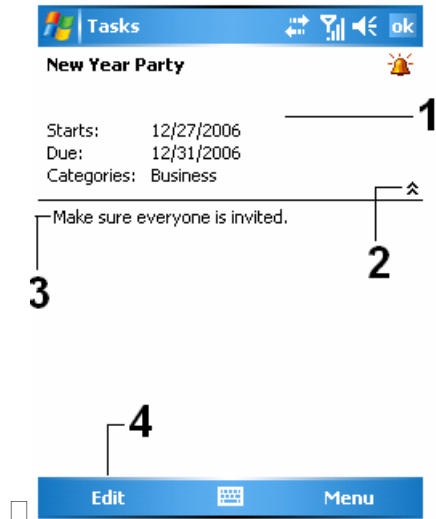 Tasks ok
New Year Party
1
Starts: 12/27/2006
Due: 12/31/2006
Categories: Business
2
Make sure everyone is invited.
3
4
Edit Menu